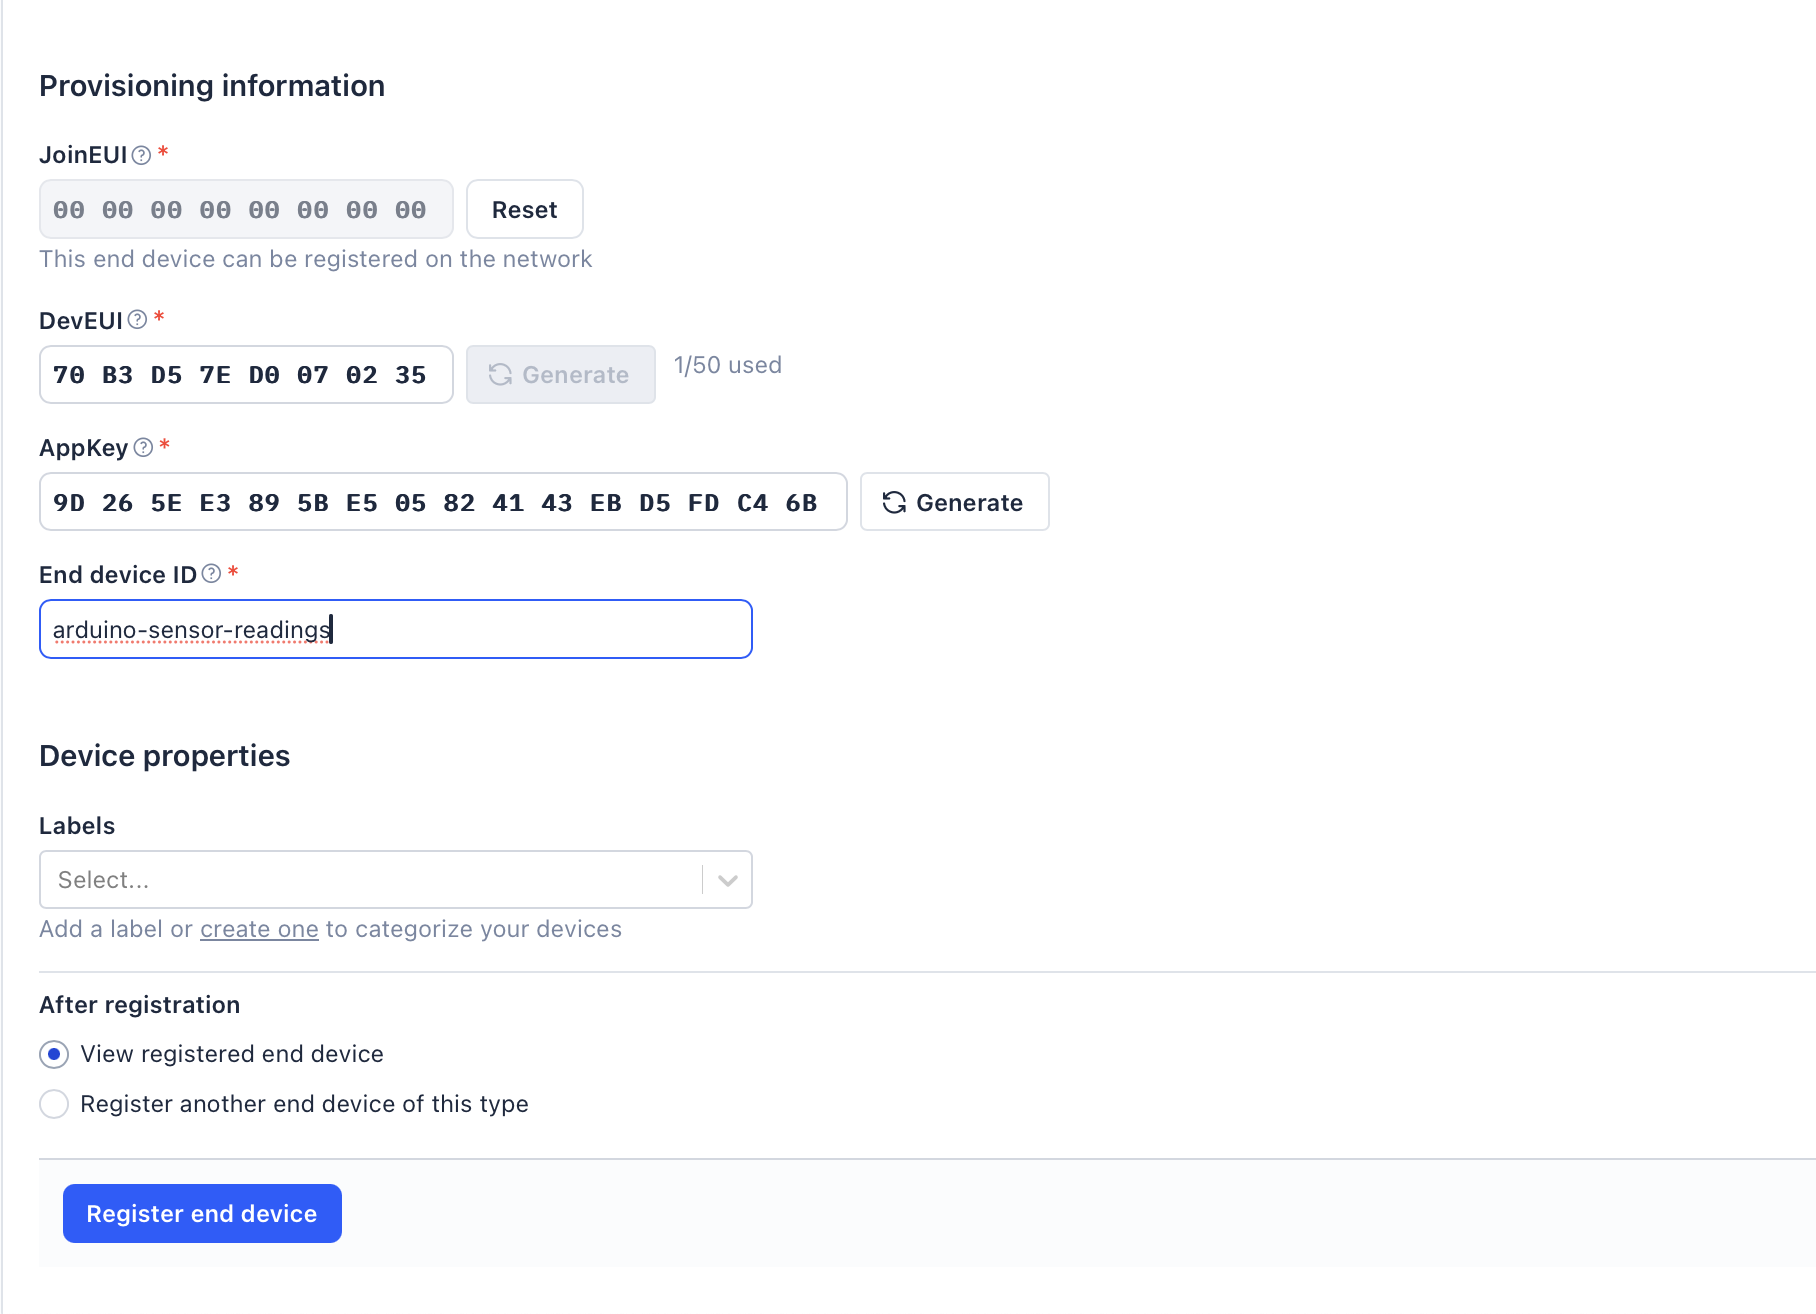 Provisioning information
JoinEUI *
00 00 00 00 00 00 00 00 Reset
This end device can be registered on the network
DevEUI *
70 B3 D5 7E D0 07 02 35 Generate 1/50 used
AppKey *
9D 26 5E E3 89 5B E5 05 82 41 43 EB D5 FD C4 6B Generate
End device ID *
arduino-sensor-readings
Device properties
Labels
Select...
Add a label or create one to categorize your devices
After registration
View registered end device
Register another end device of this type
Register end device